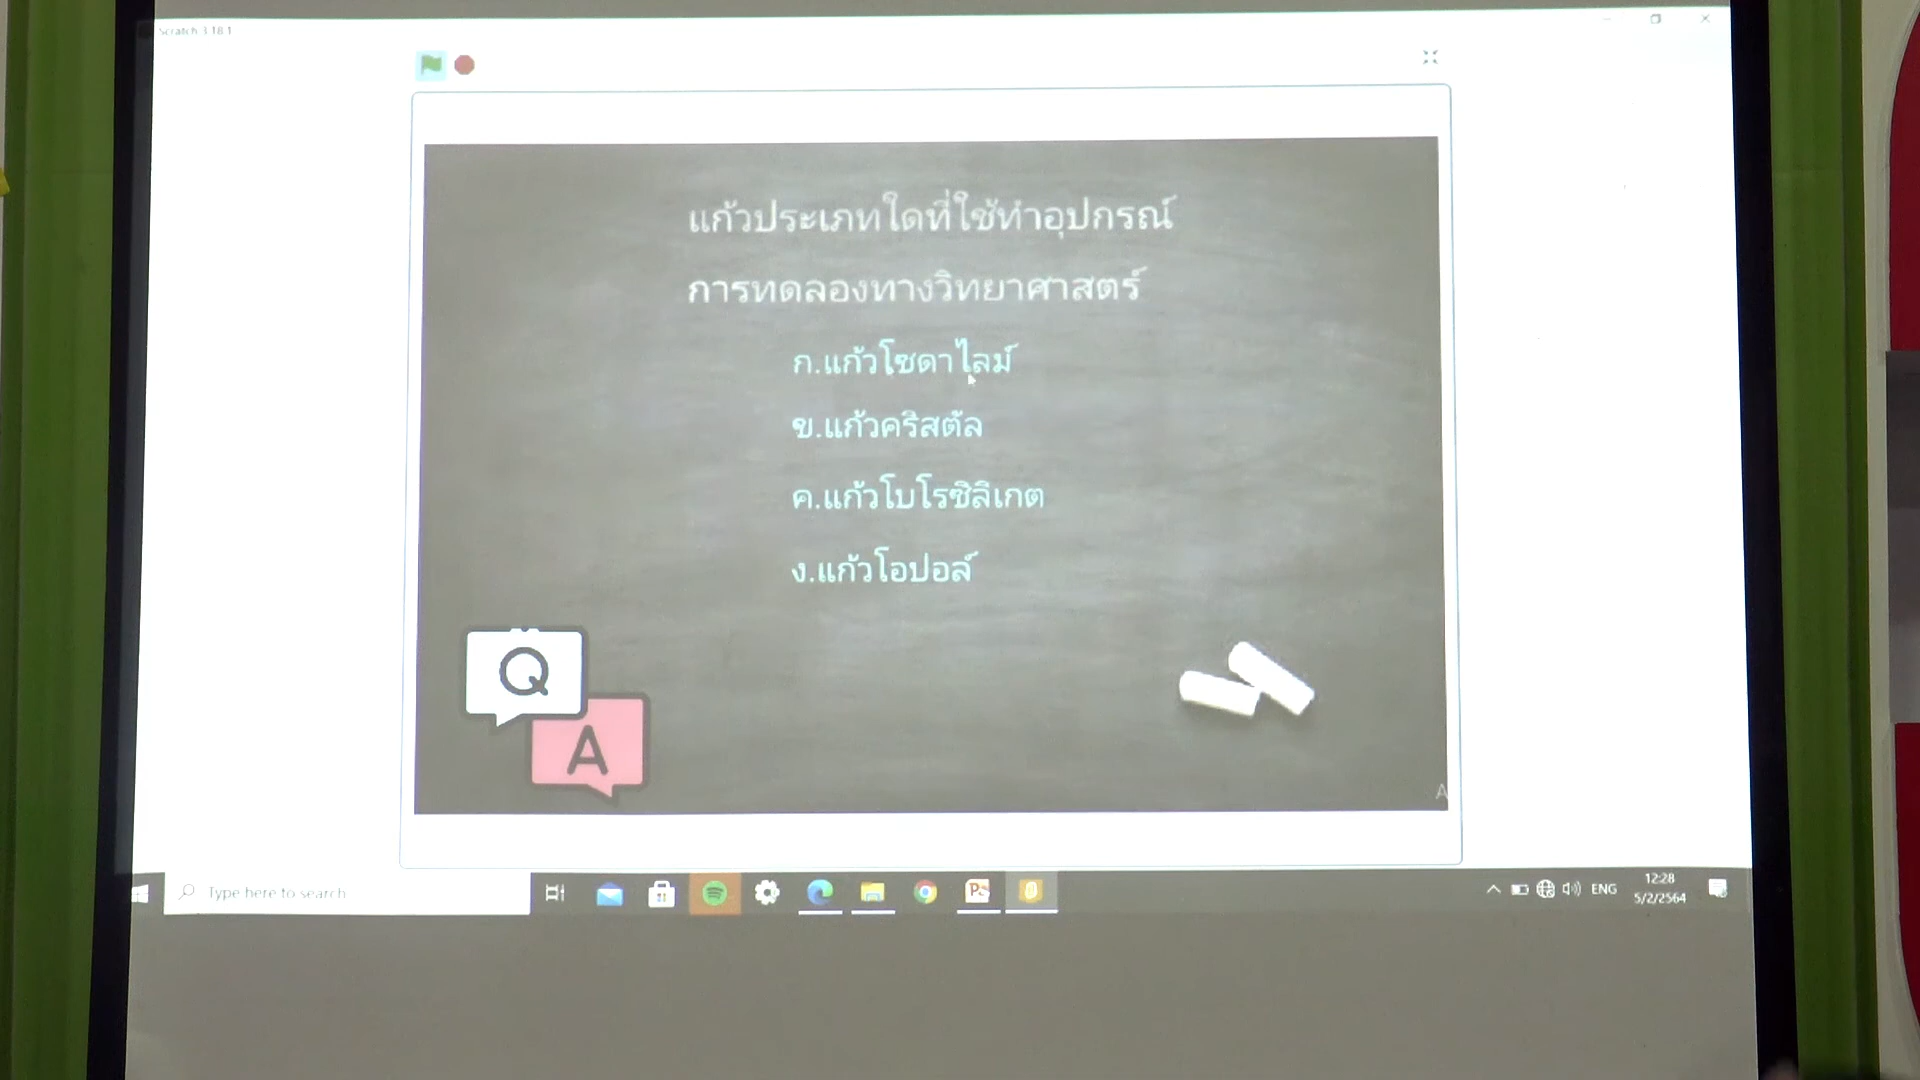 Scratch 3.18.1
แก้วประเภทใดที่ใช้ทำอุปกรณ์
การทดลองทางวิทยาศาสตร์
ก.แก้วโซดาไลม์
ข.แก้วคริสตัล
ค.แก้วโบโรซิลิเกต
ง.แก้วโอปอล์
Q
A
A
Type here to search
ENG
12:28
5/2/2564